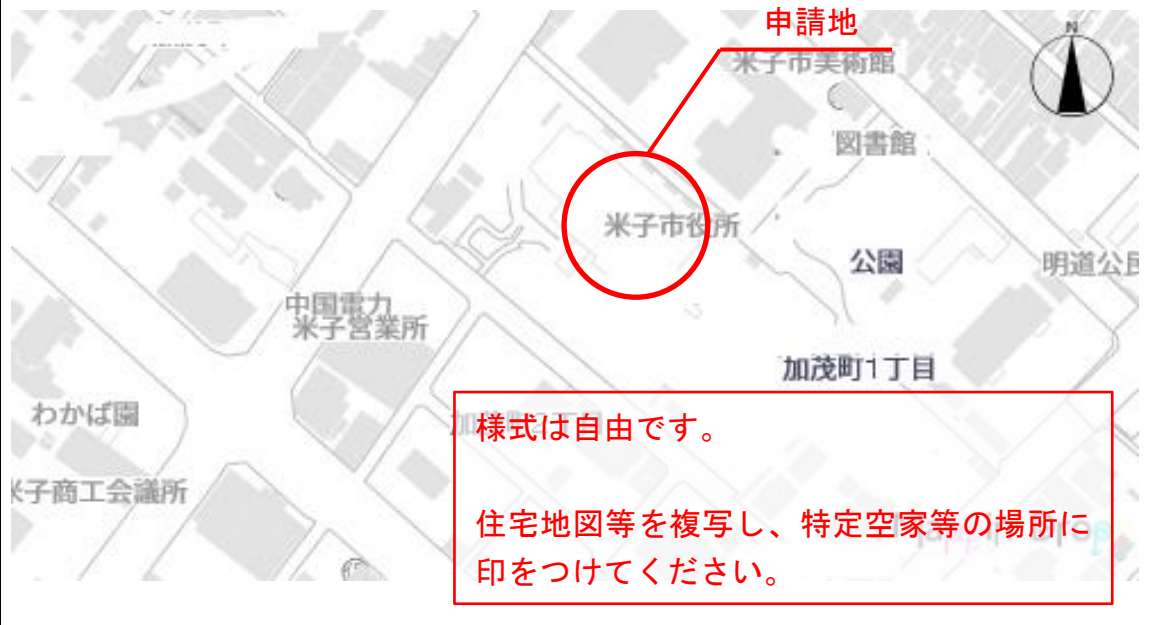 申請地
N
米子市美術館
図書館
米子市役所
公園
明道公民
中国電力
米子営業所
加茂町1丁目
わかば園
様式は自由です。
子商工会議所
住宅地図等を複写し、特定空家等の場所に
印をつけてください。